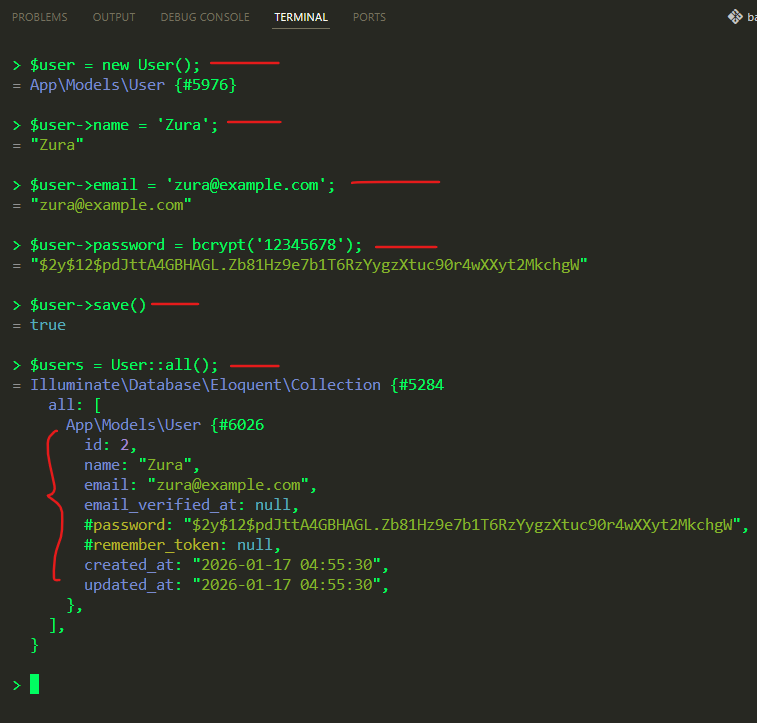 PROBLEMS OUTPUT DEBUG CONSOLE TERMINAL PORTS ba
> $user = new User();
= App\Models\User {#5976}
> $user->name = 'Zura';
= "Zura"
> $user->email = 'zura@example.com';
= "zura@example.com"
> $user->password = bcrypt('12345678');
= "$2y$12$pdJttA4GBHAGL.Zb81Hz9e7b1T6RzYygzXtuc90r4wXXyt2MkchgW"
> $user->save()
= true
> $users = User::all();
= Illuminate\Database\Eloquent\Collection {#5284
all: [
App\Models\User {#6026
id: 2,
name: "Zura",
email: "zura@example.com",
email_verified_at: null,
#password: "$2y$12$pdJttA4GBHAGL.Zb81Hz9e7b1T6RzYygzXtuc90r4wXXyt2MkchgW",
#remember_token: null,
created_at: "2026-01-17 04:55:30",
updated_at: "2026-01-17 04:55:30",
},
],
}
>